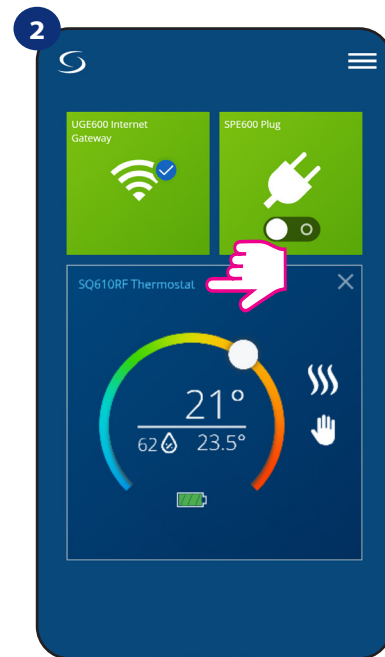 2
UGE600 Internet
Gateway
SPE600 Plug
SQ610RF Thermostat
21°
62 23.5°